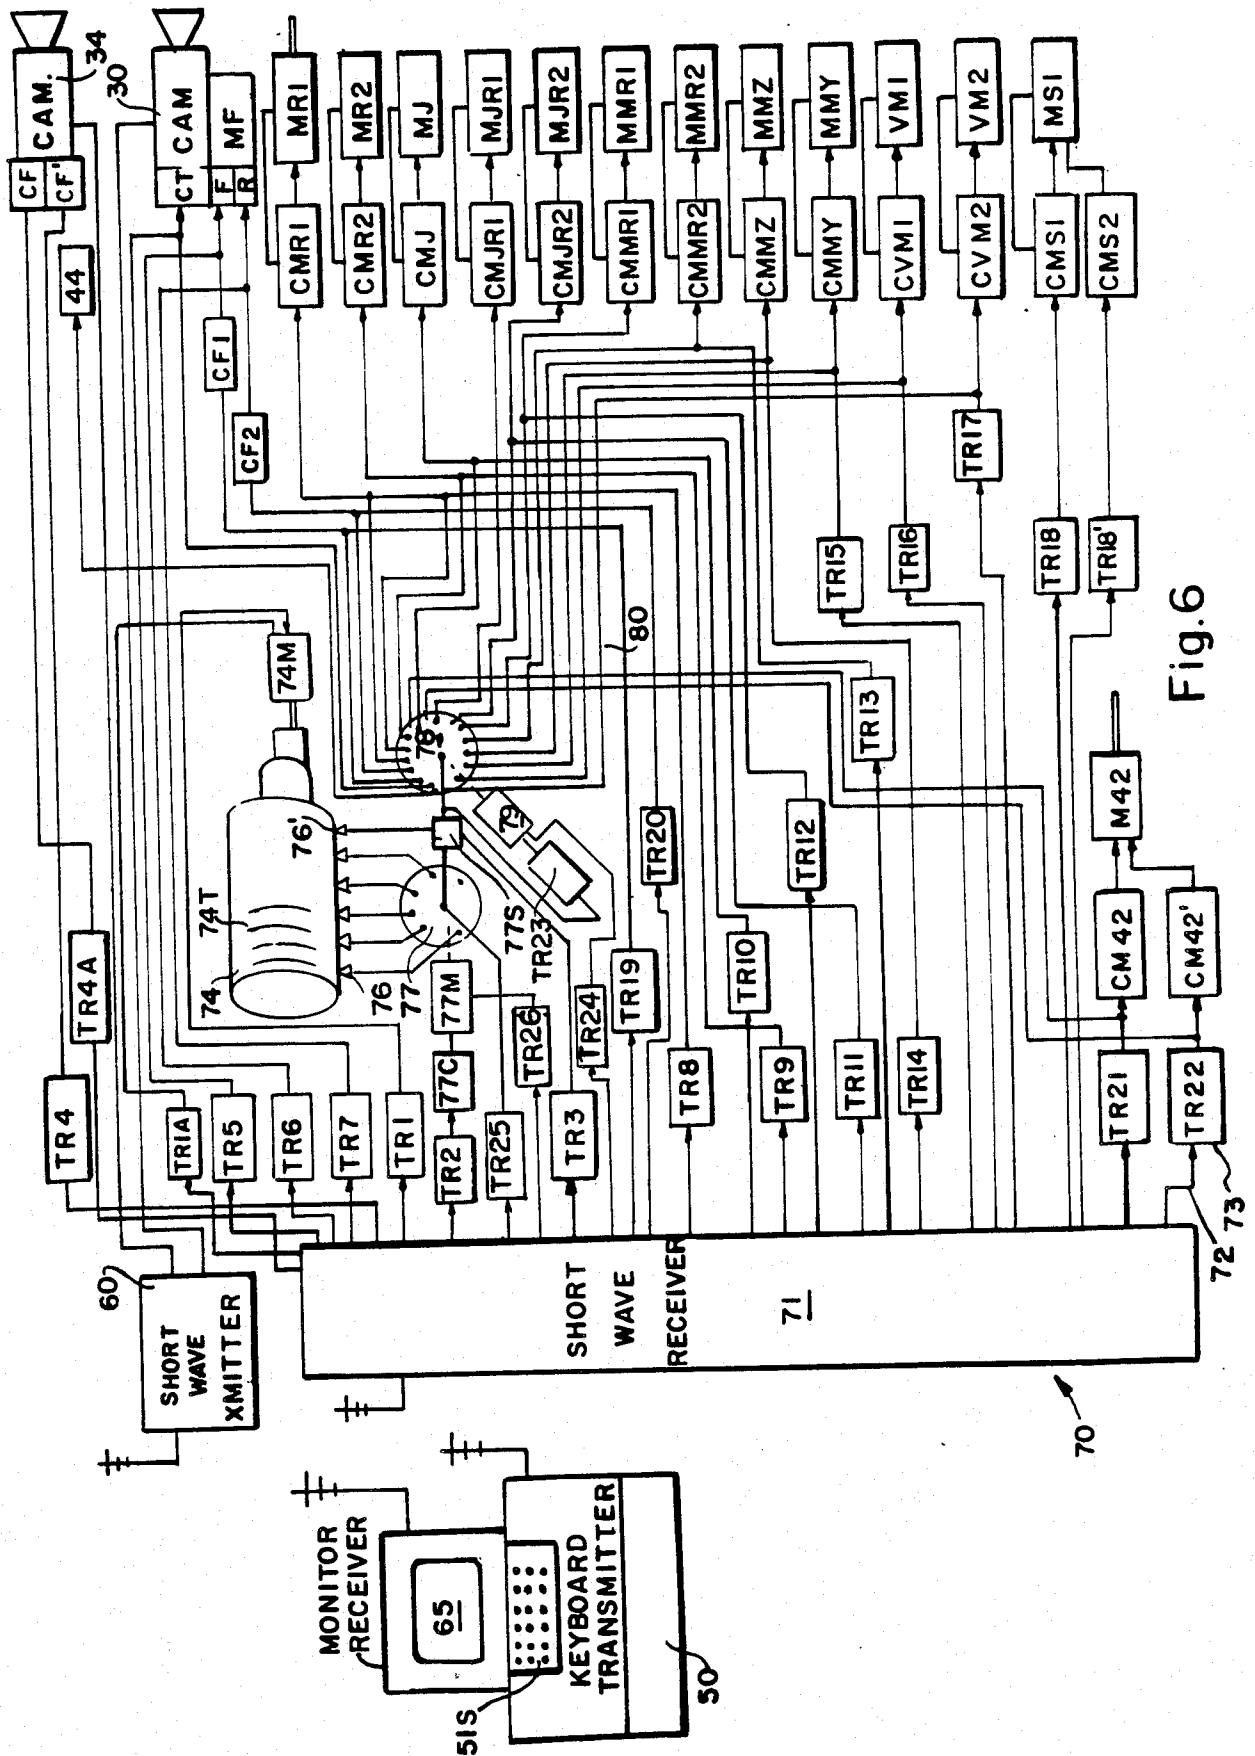 CAM.
34
CF
CF'
CAM
30
CT
MF
F
R
44
CF1
CF2
MR1
CMR1
MR2
CMR2
MJ
CMJ
MJR1
CMJR1
MJR2
CMJR2
MMR1
CMMR1
MMR2
CMMR2
MMZ
CMMZ
MMY
CMMY
VM1
CVM1
VM2
CVM2
MS1
CMS1
CMS2
TR17
TR15
TR16
TR18
TR18'
74M
74T
74
76'
76
77
78
79
77S
TR23
80
TR4A
TR4
TR1A
TR5
TR6
TR7
TR1
77M
77C
TR2
TR25
TR26
TR3
TR24
TR19
TR20
TR8
TR10
TR9
TR12
TR11
TR13
TR14
M42
CM42
CM42'
TR21
TR22
73
72
60
SHORT
WAVE
XMITTER
SHORT
WAVE
RECEIVER
71
70
MONITOR
RECEIVER
65
51S
KEYBOARD
TRANSMITTER
50
Fig.6